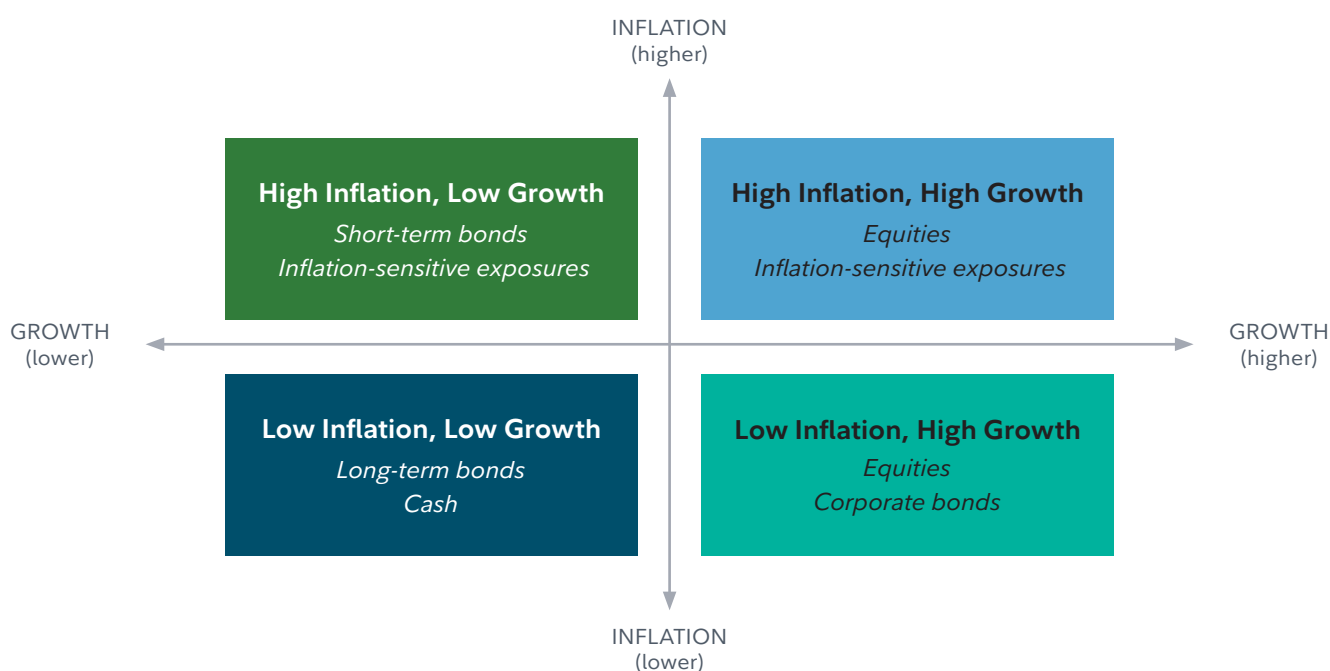 INFLATION
(higher)
High Inflation, Low Growth
Short-term bonds
Inflation-sensitive exposures
High Inflation, High Growth
Equities
Inflation-sensitive exposures
GROWTH
(lower)
GROWTH
(higher)
Low Inflation, Low Growth
Long-term bonds
Cash
Low Inflation, High Growth
Equities
Corporate bonds
INFLATION
(lower)